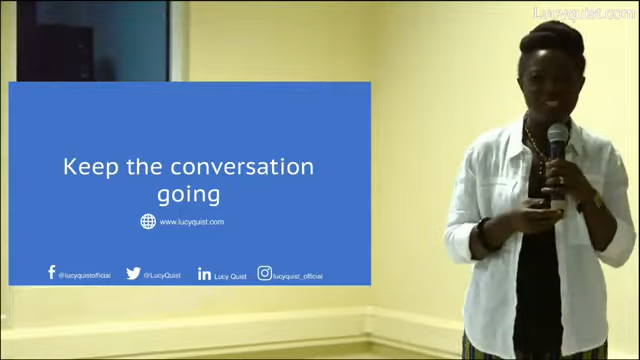 Lucyquist.com
Keep the conversation
going
www.lucyquist.com
@lucyquistofficial
@LucyQuist
Lucy Quist
lucyquist_official